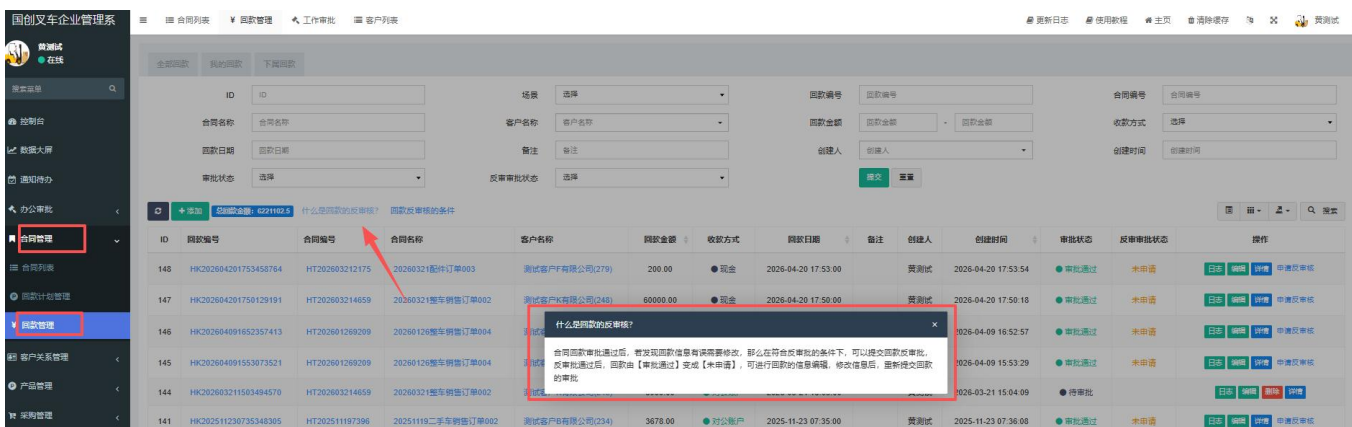 国创叉车企业管理系
合同列表 ¥ 回款管理 工作审批 客户列表 更新日志 使用教程 主页 清除缓存 黄测试
黄测试
在线
搜索菜单
控制台
数据大屏
通知待办
办公审批
合同管理
合同列表
回款计划管理
¥ 回款管理
客户关系管理
产品管理
采购管理
全部回款 我的回款 下属回款
ID ID 场景 选择 回款编号 回款编号 合同编号 合同编号
合同名称 合同名称 客户名称 客户名称 回款金额 回款金额 - 回款金额 收款方式 选择
回款日期 回款日期 备注 备注 创建人 创建人 创建时间 创建时间
审批状态 选择 反审审批状态 选择 提交 重置
+添加 总回款金额：6221102.5 什么是回款的反审核? 回款反审核的条件 搜索
ID 回款编号 合同编号 合同名称 客户名称 回款金额 收款方式 回款日期 备注 创建人 创建时间 审批状态 反审审批状态 操作
148 HK202604201753458764 HT202603212175 20260321配件订单003 测试客户F有限公司(279) 200.00 现金 2026-04-20 17:53:00 黄测试 2026-04-20 17:53:54 审批通过 未申请 日志 编辑 详情 申请反审核
147 HK202604201750129191 HT202603214659 20260321整车销售订单002 测试客户K有限公司(248) 60000.00 现金 2026-04-20 17:50:00 黄测试 2026-04-20 17:50:18 审批通过 未申请 日志 编辑 详情 申请反审核
146 HK202604091652357413 HT202601269209 20260126整车销售订单004 2026-04-09 16:52:57 审批通过 未申请 日志 编辑 详情 申请反审核
145 HK202604091553073521 HT202601269209 20260126整车销售订单004 2026-04-09 15:53:29 审批通过 未申请 日志 编辑 详情 申请反审核
144 HK202603211503494570 HT202603214659 20260321整车销售订单002 2026-03-21 15:04:09 待审批 日志 编辑 删除 详情
141 HK202511230735348305 HT202511197396 20251119二手车销售订单002 测试客户B有限公司(234) 3678.00 对公账户 2025-11-23 07:35:00 黄测试 2025-11-23 07:36:08 审批通过 未申请 日志 编辑 详情 申请反审核
什么是回款的反审核? ×
合同回款审批通过后，若发现回款信息有误需要修改，那么在符合反审批的条件下，可以提交回款反审批，
反审批通过后，回款由【审批通过】变成【未申请】，可进行回款的信息编辑，修改信息后，重新提交回款
的审批